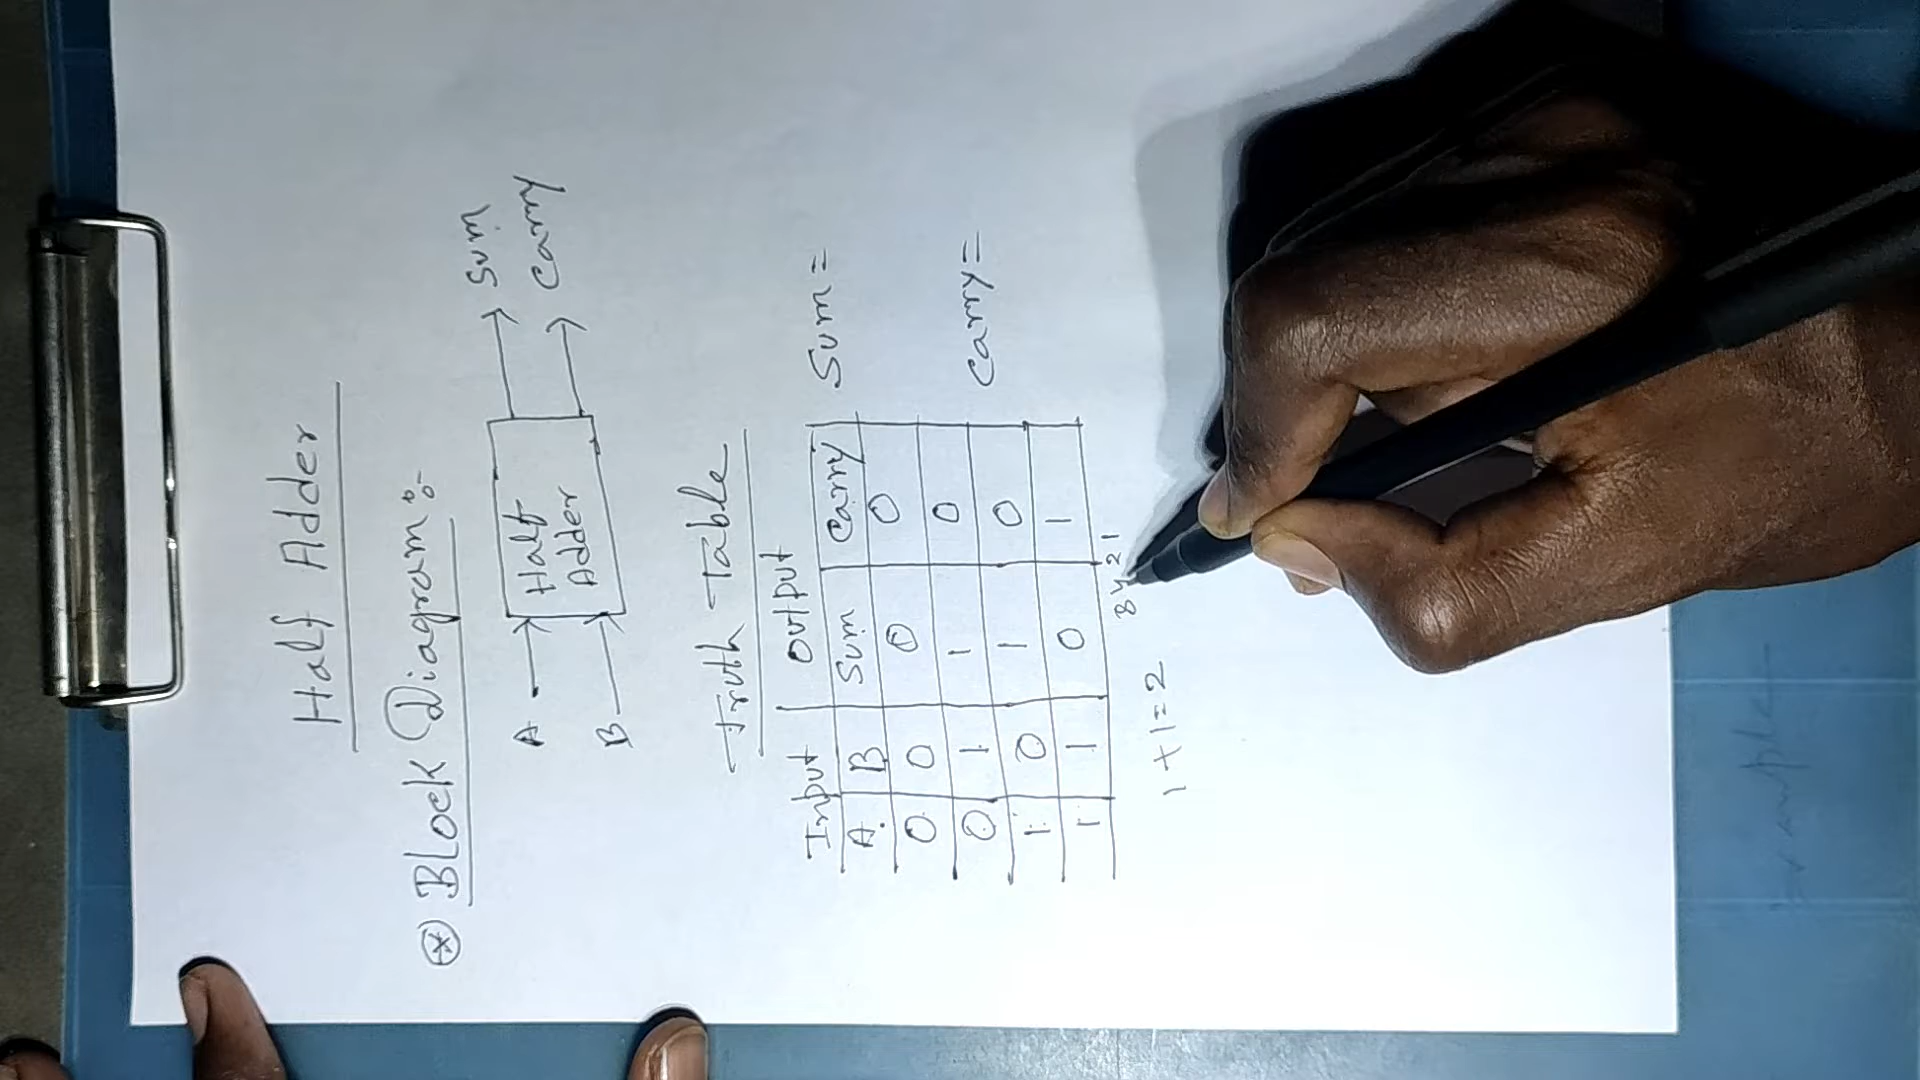 Half Adder
* Block Diagram:-
A
B
Half
Adder
Sum
Carry
Truth Table
Input Output
A B Sum Carry
0 0 0 0
0 1 1 0
1 0 1 0
1 1 0 1
Sum =
Carry =
8 4 2 1
1+1=2